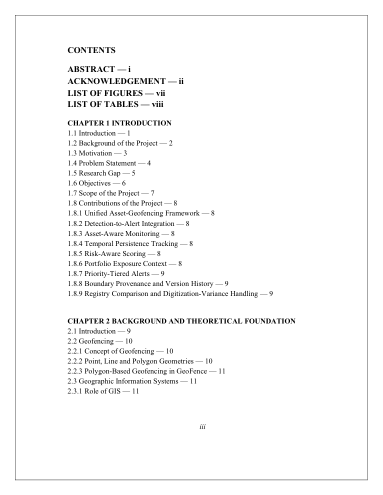 CONTENTS
ABSTRACT — i
ACKNOWLEDGEMENT — ii
LIST OF FIGURES — vii
LIST OF TABLES — viii
CHAPTER 1 INTRODUCTION
1.1 Introduction — 1
1.2 Background of the Project — 2
1.3 Motivation — 3
1.4 Problem Statement — 4
1.5 Research Gap — 5
1.6 Objectives — 6
1.7 Scope of the Project — 7
1.8 Contributions of the Project — 8
1.8.1 Unified Asset-Geofencing Framework — 8
1.8.2 Detection-to-Alert Integration — 8
1.8.3 Asset-Aware Monitoring — 8
1.8.4 Temporal Persistence Tracking — 8
1.8.5 Risk-Aware Scoring — 8
1.8.6 Portfolio Exposure Context — 8
1.8.7 Priority-Tiered Alerts — 9
1.8.8 Boundary Provenance and Version History — 9
1.8.9 Registry Comparison and Digitization-Variance Handling — 9
CHAPTER 2 BACKGROUND AND THEORETICAL FOUNDATION
2.1 Introduction — 9
2.2 Geofencing — 10
2.2.1 Concept of Geofencing — 10
2.2.2 Point, Line and Polygon Geometries — 10
2.2.3 Polygon-Based Geofencing in GeoFence — 11
2.3 Geographic Information Systems — 11
2.3.1 Role of GIS — 11
iii